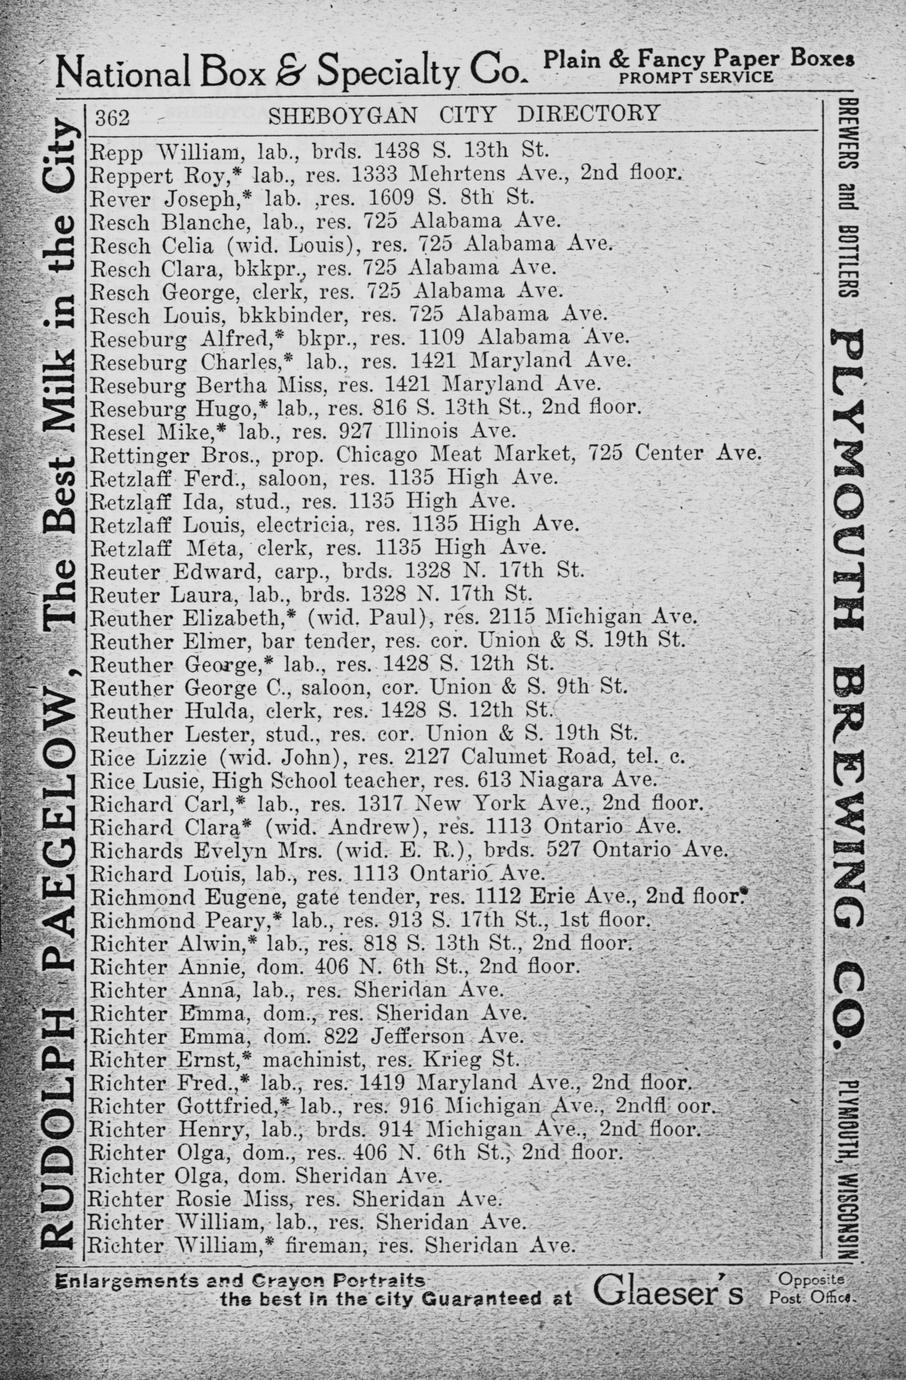 National Box & Specialty Co. Plain & Fancy Paper Boxes
PROMPT SERVICE
362 SHEBOYGAN CITY DIRECTORY
Repp William, lab., brds. 1438 S. 13th St.
Reppert Roy,* lab., res. 1333 Mehrtens Ave., 2nd floor.
Rever Joseph,* lab. ,res. 1609 S. 8th St.
Resch Blanche, lab., res. 725 Alabama Ave.
Resch Celia (wid. Louis), res. 725 Alabama Ave.
Resch Clara, bkkpr., res. 725 Alabama Ave.
Resch George, clerk, res. 725 Alabama Ave.
Resch Louis, bkkbinder, res. 725 Alabama Ave.
Reseburg Alfred,* bkpr., res. 1109 Alabama Ave.
Reseburg Charles,* lab., res. 1421 Maryland Ave.
Reseburg Bertha Miss, res. 1421 Maryland Ave.
Reseburg Hugo,* lab., res. 816 S. 13th St., 2nd floor.
Resel Mike,* lab., res. 927 Illinois Ave.
Rettinger Bros., prop. Chicago Meat Market, 725 Center Ave.
Retzlaff Ferd., saloon, res. 1135 High Ave.
Retzlaff Ida, stud., res. 1135 High Ave.
Retzlaff Louis, electricia, res. 1135 High Ave.
Retzlaff Meta, clerk, res. 1135 High Ave.
Reuter Edward, carp., brds. 1328 N. 17th St.
Reuter Laura, lab., brds. 1328 N. 17th St.
Reuther Elizabeth,* (wid. Paul), res. 2115 Michigan Ave.
Reuther Elmer, bar tender, res. cor. Union & S. 19th St.
Reuther George,* lab., res. 1428 S. 12th St.
Reuther George C., saloon, cor. Union & S. 9th St.
Reuther Hulda, clerk, res. 1428 S. 12th St.
Reuther Lester, stud., res. cor. Union & S. 19th St.
Rice Lizzie (wid. John), res. 2127 Calumet Road, tel. c.
Rice Lusie, High School teacher, res. 613 Niagara Ave.
Richard Carl,* lab., res. 1317 New York Ave., 2nd floor.
Richard Clara* (wid. Andrew), res. 1113 Ontario Ave.
Richards Evelyn Mrs. (wid. E. R.), brds. 527 Ontario Ave.
Richard Louis, lab., res. 1113 Ontario Ave.
Richmond Eugene, gate tender, res. 1112 Erie Ave., 2nd floor*
Richmond Peary,* lab., res. 913 S. 17th St., 1st floor.
Richter Alwin,* lab., res. 818 S. 13th St., 2nd floor.
Richter Annie, dom. 406 N. 6th St., 2nd floor.
Richter Anna, lab., res. Sheridan Ave.
Richter Emma, dom., res. Sheridan Ave.
Richter Emma, dom. 822 Jefferson Ave.
Richter Ernst,* machinist, res. Krieg St.
Richter Fred.,* lab., res. 1419 Maryland Ave., 2nd floor.
Richter Gottfried,* lab., res. 916 Michigan Ave., 2ndfl oor.
Richter Henry, lab., brds. 914 Michigan Ave., 2nd floor.
Richter Olga, dom., res. 406 N. 6th St., 2nd floor.
Richter Olga, dom. Sheridan Ave.
Richter Rosie Miss, res. Sheridan Ave.
Richter William, lab., res. Sheridan Ave.
Richter William,* fireman, res. Sheridan Ave.
RUDOLPH PAEGELOW, The Best Milk in the City
BREWERS and BOTTLERS PLYMOUTH BREWING CO. PLYMOUTH, WISCONSIN
Enlargements and Crayon Portraits
the best in the city Guaranteed at Glaeser's Opposite
Post Office.